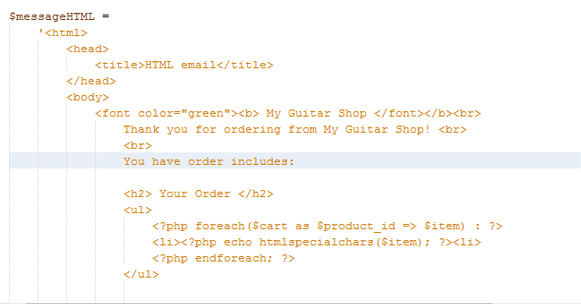 $messageHTML =
'<html>
<head>
<title>HTML email</title>
</head>
<body>
<font color="green"><b> My Guitar Shop </font></b><br>
Thank you for ordering from My Guitar Shop! <br>
<br>
You have order includes:
<h2> Your Order </h2>
<ul>
<?php foreach($cart as $product_id => $item) : ?>
<li><?php echo htmlspecialchars($item); ?><li>
<?php endforeach; ?>
</ul>